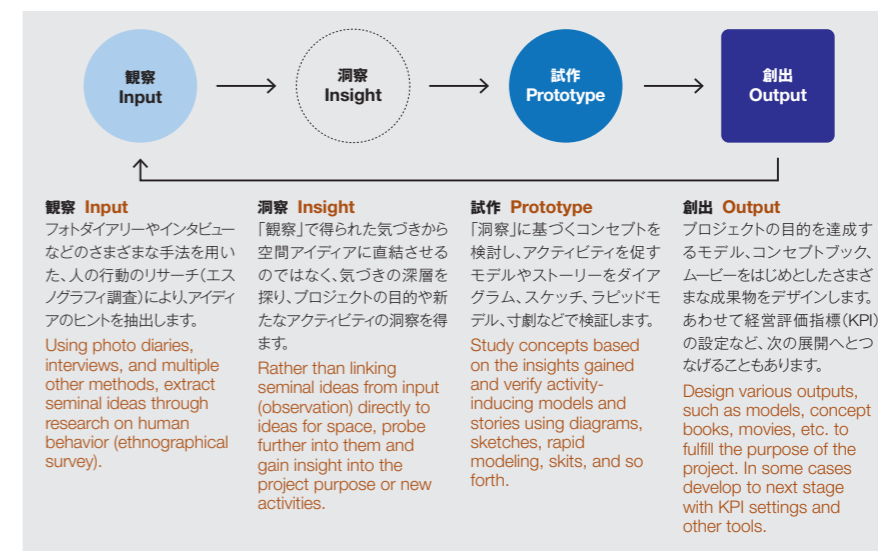 観察
Input
洞察
Insight
試作
Prototype
創出
Output
観察 Input
フォトダイアリーやインタビュー
などのさまざまな手法を用い
た、人の行動のリサーチ(エス
ノグラフィ調査)により、アイディ
アのヒントを抽出します。
Using photo diaries,
interviews, and multiple
other methods, extract
seminal ideas through
research on human
behavior (ethnographical
survey).
洞察 Insight
「観察」で得られた気づきから
空間アイディアに直結させる
のではなく、気づきの深層を
探り、プロジェクトの目的や新
たなアクティビティの洞察を得
ます。
Rather than linking
seminal ideas from input
(observation) directly to
ideas for space, probe
further into them and
gain insight into the
project purpose or new
activities.
試作 Prototype
「洞察」に基づくコンセプトを
検討し、アクティビティを促す
モデルやストーリーをダイア
グラム、スケッチ、ラピッドモ
デル、寸劇などで検証します。
Study concepts based
on the insights gained
and verify activity-
inducing models and
stories using diagrams,
sketches, rapid
modeling, skits, and so
forth.
創出 Output
プロジェクトの目的を達成す
るモデル、コンセプトブック、
ムービーをはじめとしたさまざ
まな成果物をデザインします。
あわせて経営評価指標(KPI)
の設定など、次の展開へとつ
なげることもあります。
Design various outputs,
such as models, concept
books, movies, etc. to
fulfill the purpose of the
project. In some cases
develop to next stage
with KPI settings and
other tools.